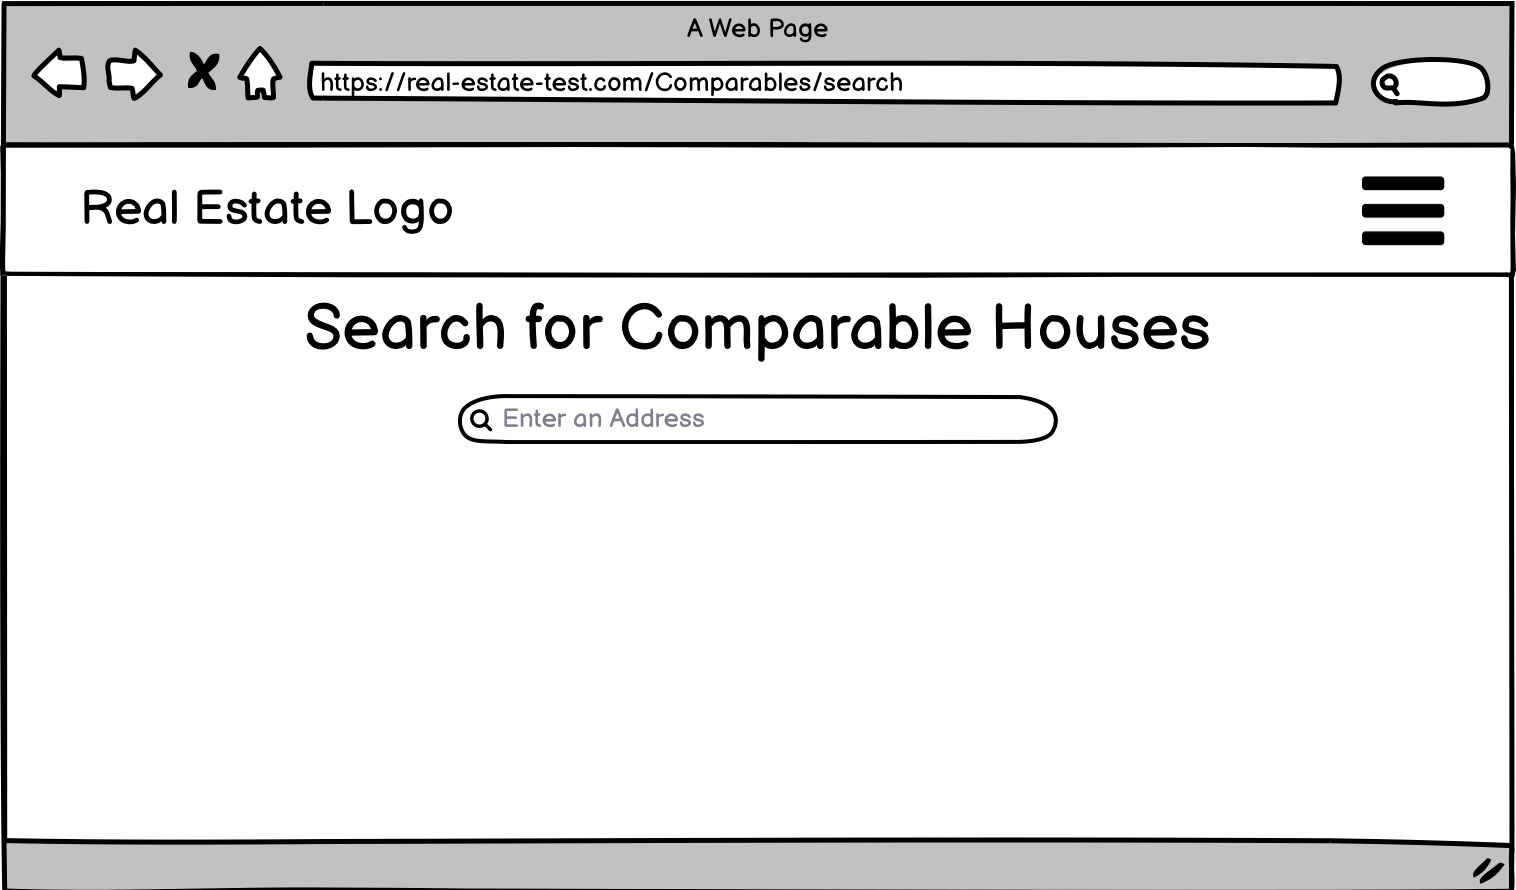 A Web Page
https://real-estate-test.com/Comparables/search
Real Estate Logo
Search for Comparable Houses
Enter an Address